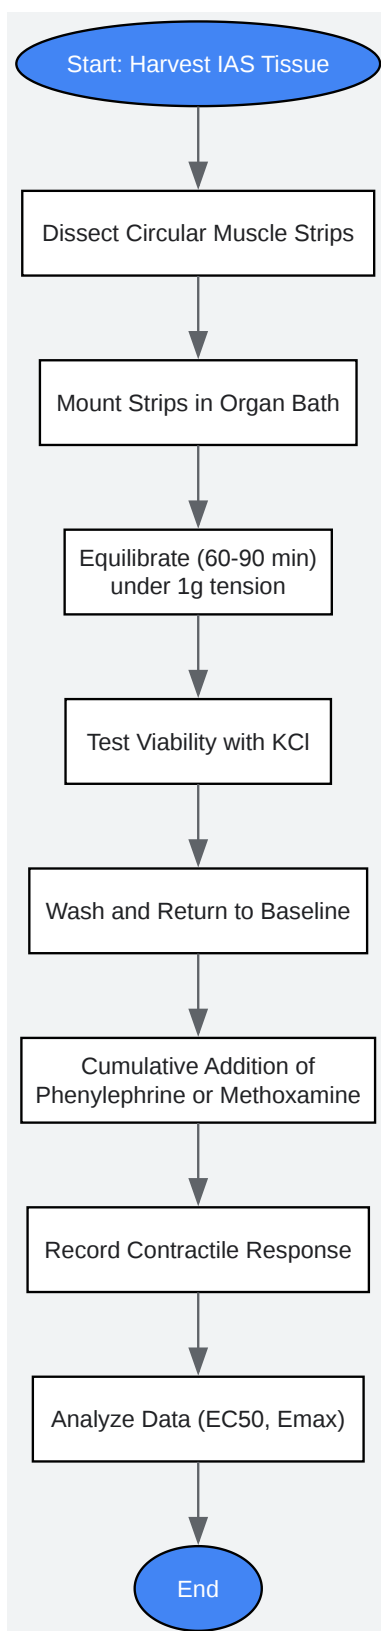 Start: Harvest IAS Tissue
Dissect Circular Muscle Strips
Mount Strips in Organ Bath
Equilibrate (60-90 min)
under 1g tension
Test Viability with KCl
Wash and Return to Baseline
Cumulative Addition of
Phenylephrine or Methoxamine
Record Contractile Response
Analyze Data (EC50, Emax)
End